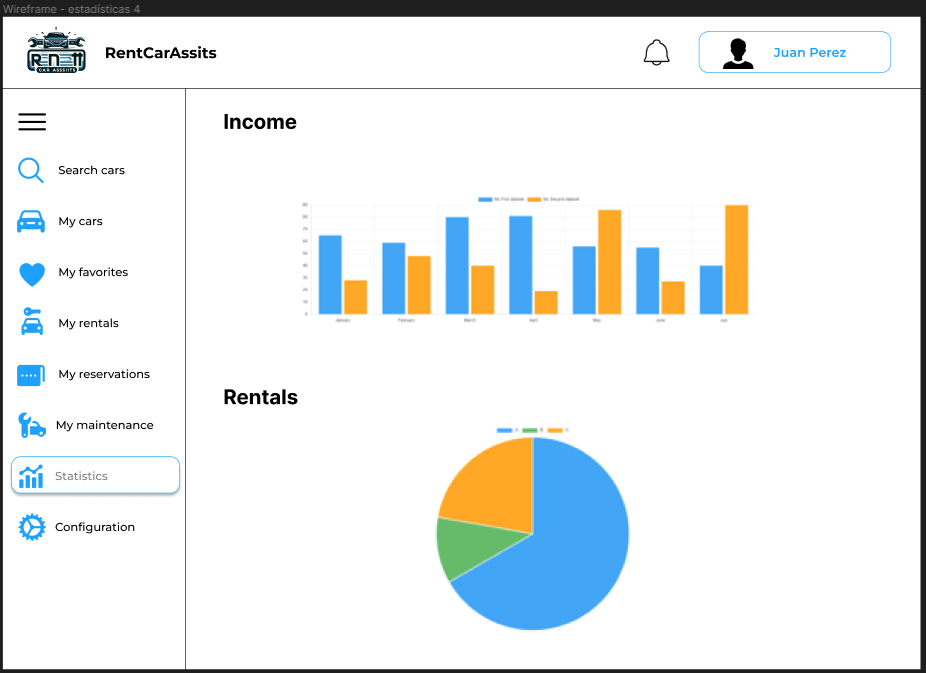 Wireframe - estadísticas 4
RentCarAssits
Juan Perez
CAR ASSSIITS
Search cars
My cars
My favorites
My rentals
My reservations
My maintenance
Statistics
Configuration
Income
My First dataset My Second dataset
90
80
70
60
50
40
30
20
10
0
January February March April May June July
Rentals
A B C